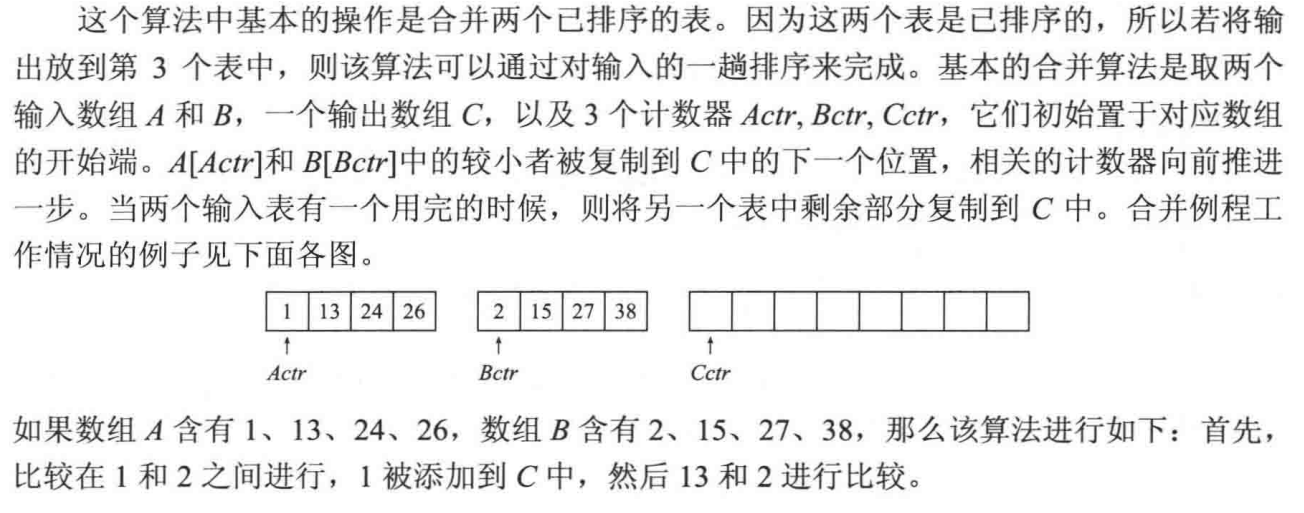 这个算法中基本的操作是合并两个已排序的表。因为这两个表是已排序的，所以若将输
出放到第 3 个表中，则该算法可以通过对输入的一趟排序来完成。基本的合并算法是取两个
输入数组 A 和 B，一个输出数组 C，以及 3 个计数器 Actr, Bctr, Cctr，它们初始置于对应数组
的开始端。A[Actr]和 B[Bctr]中的较小者被复制到 C 中的下一个位置，相关的计数器向前推进
一步。当两个输入表有一个用完的时候，则将另一个表中剩余部分复制到 C 中。合并例程工
作情况的例子见下面各图。
1 13 24 26 2 15 27 38
Actr Bctr Cctr
如果数组 A 含有 1、13、24、26，数组 B 含有 2、15、27、38，那么该算法进行如下：首先，
比较在 1 和 2 之间进行，1 被添加到 C 中，然后 13 和 2 进行比较。